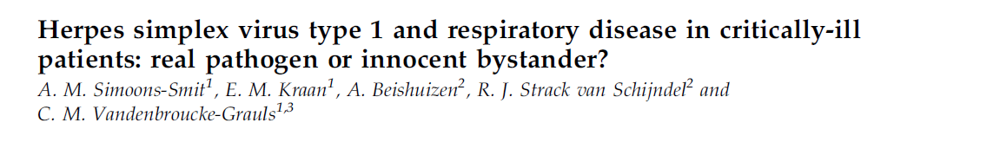 Herpes simplex virus type 1 and respiratory disease in critically-ill
patients: real pathogen or innocent bystander?
A. M. Simoons-Smit¹, E. M. Kraan¹, A. Beishuizen², R. J. Strack van Schijndel² and
C. M. Vandenbroucke-Grauls¹,³